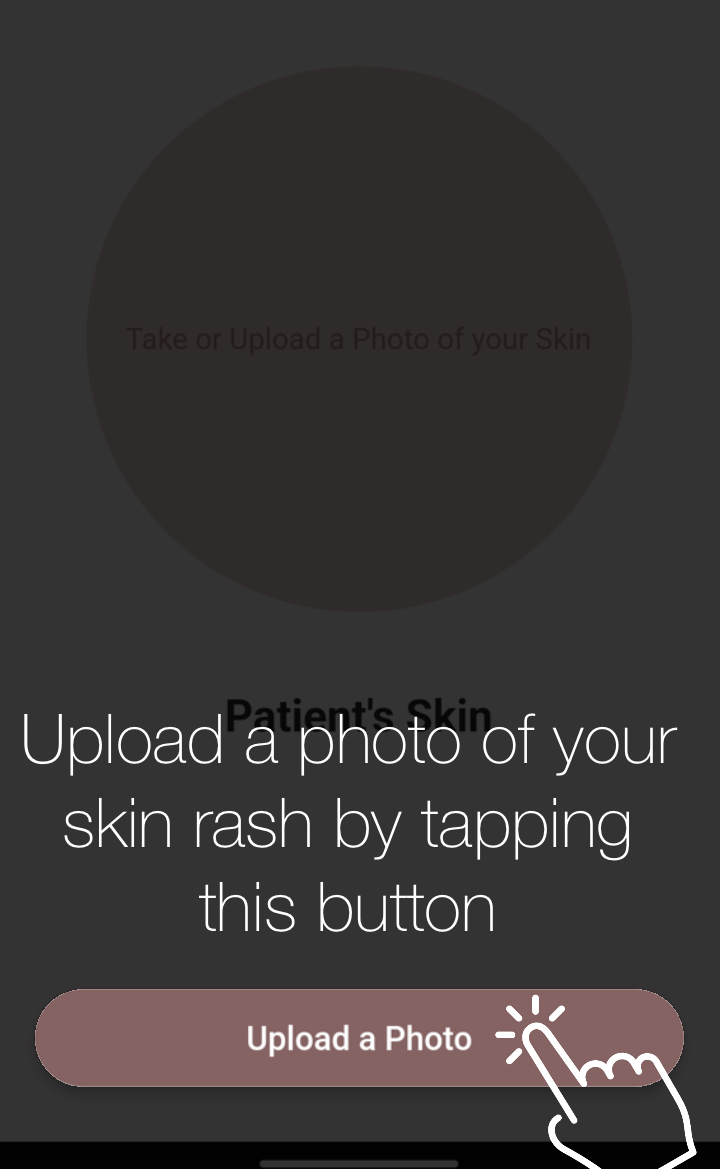 Take or Upload a Photo of your Skin
Patient's Skin
Upload a photo of your
skin rash by tapping
this button
Upload a Photo